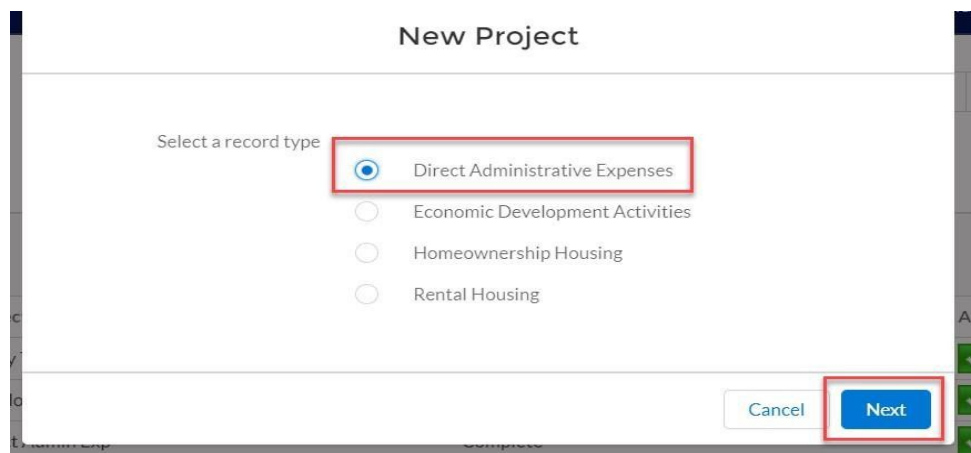 New Project
Select a record type
Direct Administrative Expenses
Economic Development Activities
Homeownership Housing
Rental Housing
Cancel Next